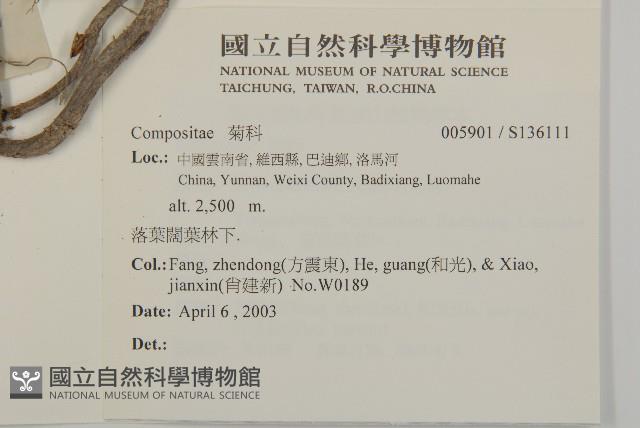 國立自然科學博物館
NATIONAL MUSEUM OF NATURAL SCIENCE
TAICHUNG, TAIWAN, R.O.CHINA
Compositae 菊科 005901 / S136111
Loc.: 中國雲南省, 維西縣, 巴迪鄉, 洛馬河
China, Yunnan, Weixi County, Badixiang, Luomahe
alt. 2,500 m.
落葉闊葉林下.
Col.: Fang, zhendong(方震東), He, guang(和光), & Xiao,
jianxin(肖建新) No.W0189
Date: April 6 , 2003
Det.:
國立自然科學博物館
NATIONAL MUSEUM OF NATURAL SCIENCE